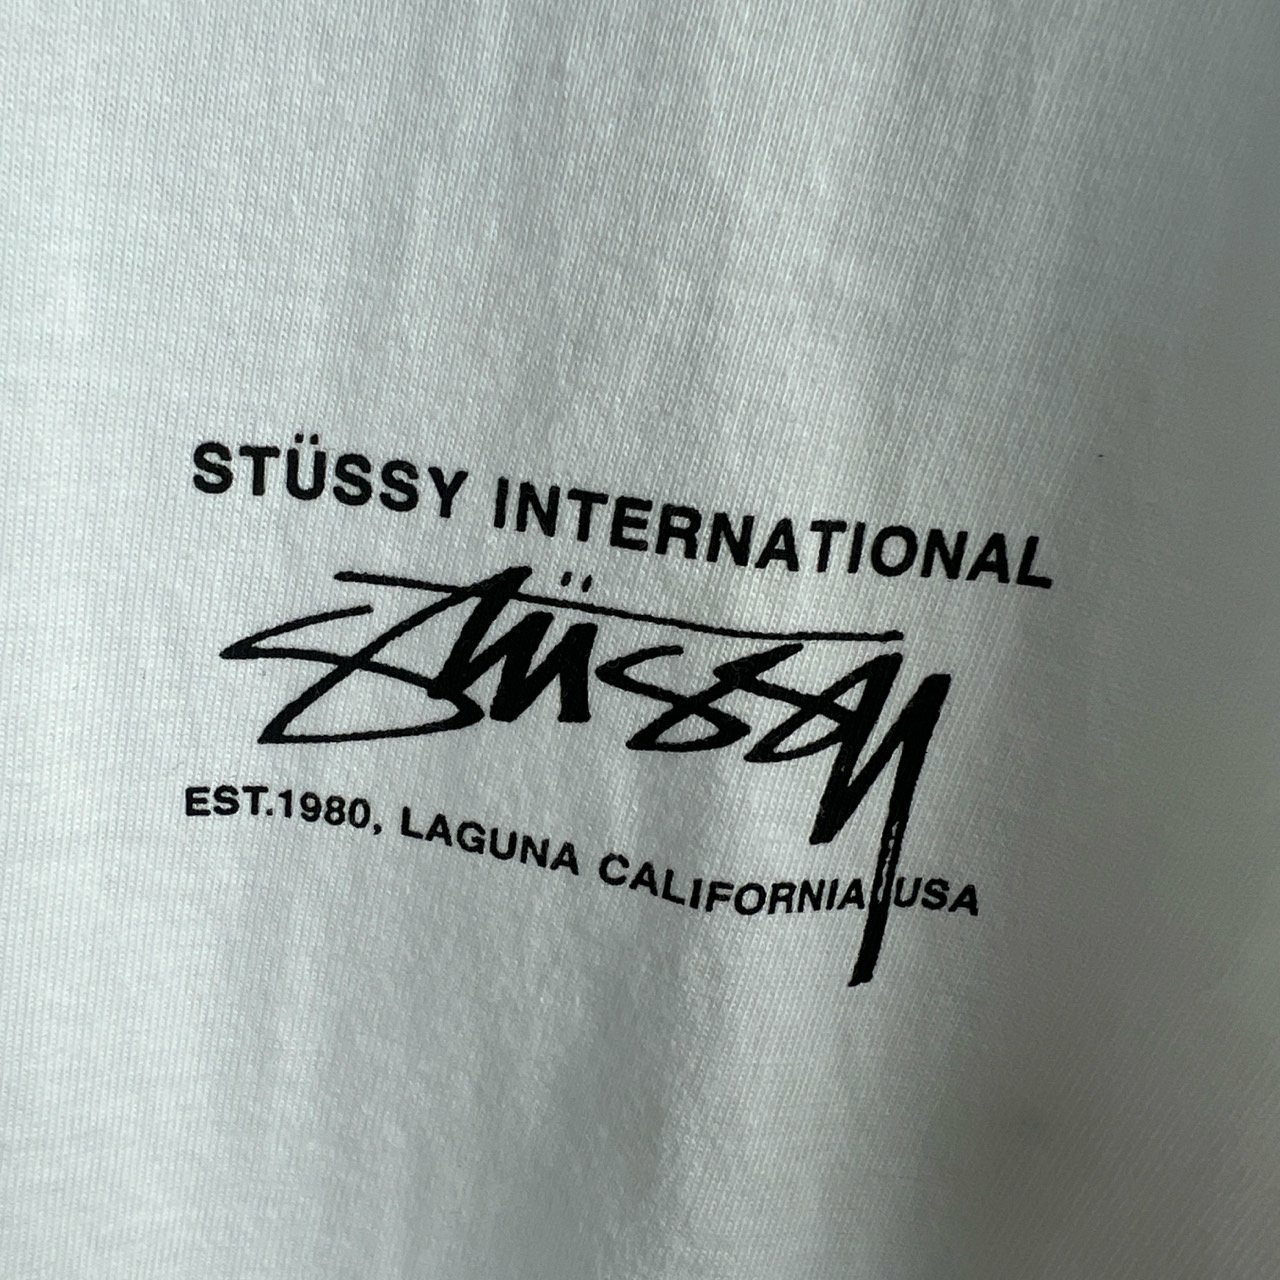 STÜSSY INTERNATIONAL
Stüssy
EST.1980, LAGUNA CALIFORNIA, USA